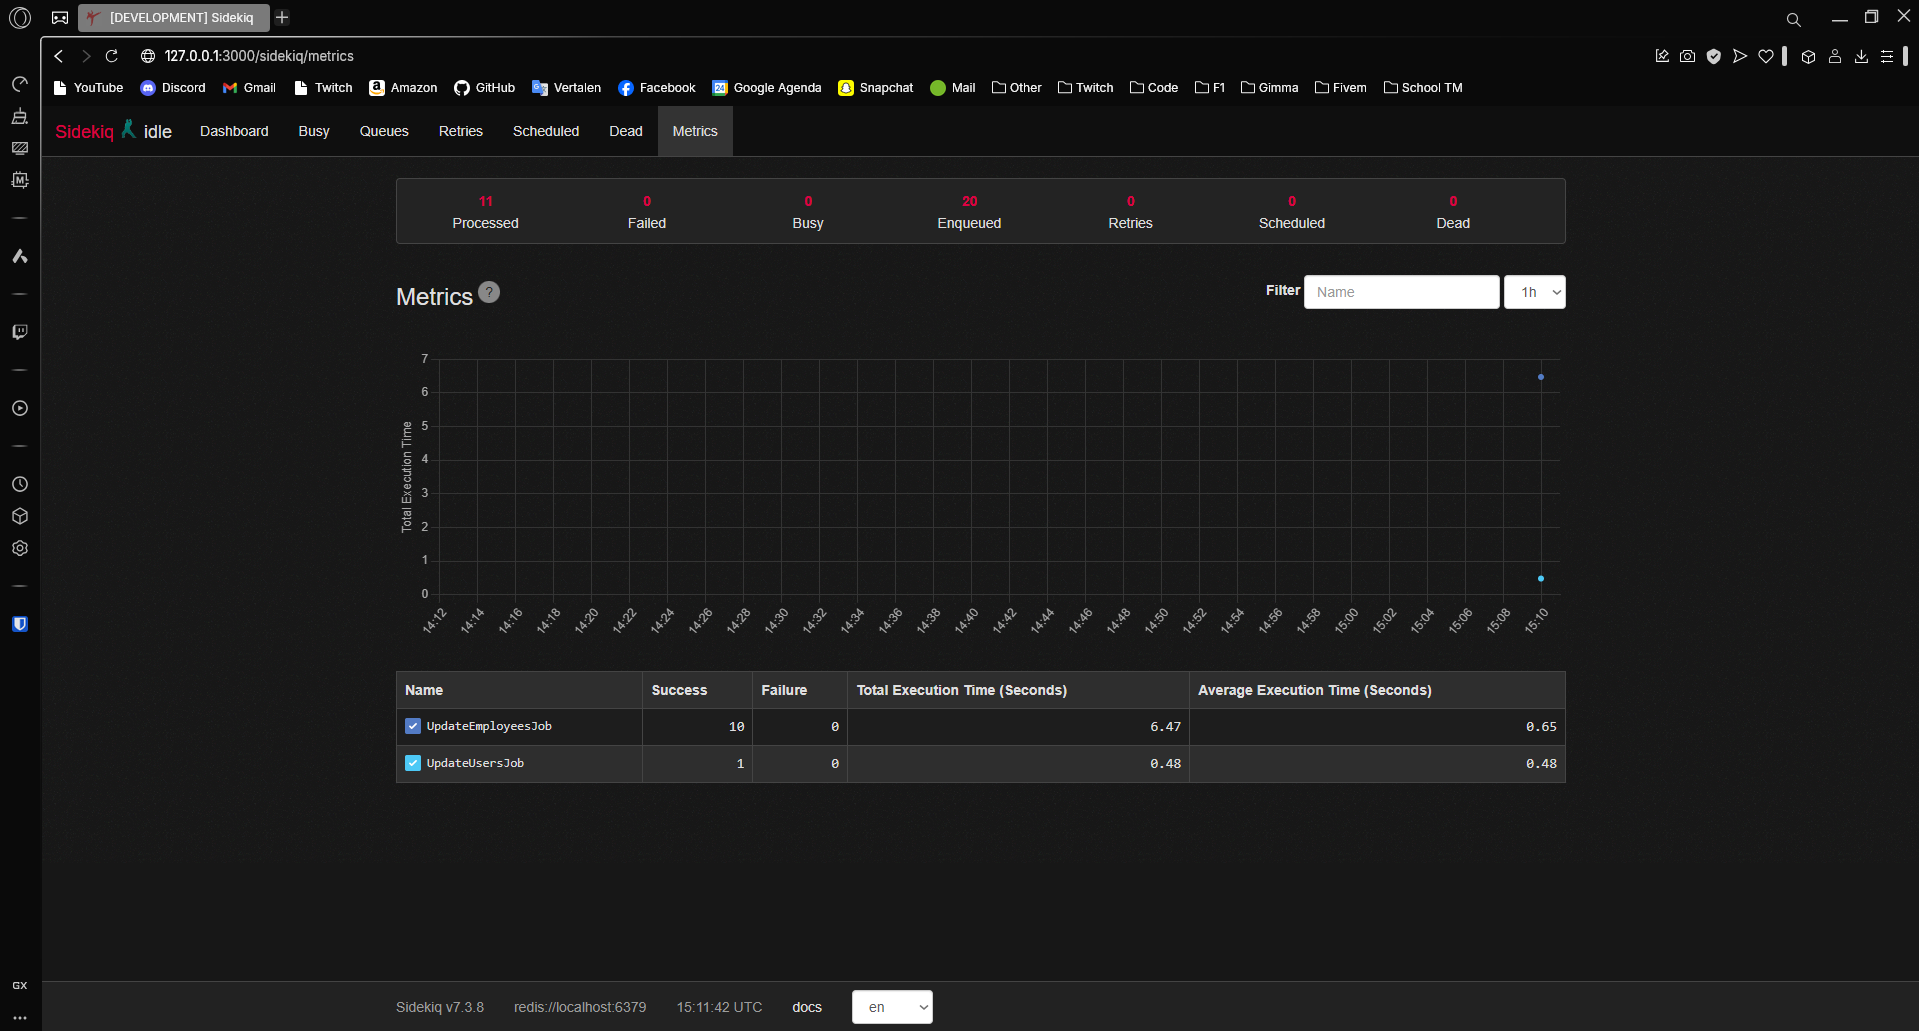 [DEVELOPMENT] Sidekiq
127.0.0.1:3000/sidekiq/metrics
YouTube Discord Gmail Twitch Amazon GitHub Vertalen Facebook Google Agenda Snapchat Mail Other Twitch Code F1 Gimma Fivem School TM
Sidekiq idle Dashboard Busy Queues Retries Scheduled Dead Metrics
11 0 0 20 0 0 0
Processed Failed Busy Enqueued Retries Scheduled Dead
Metrics ? Filter Name 1h
Total Execution Time
7
6
5
4
3
2
1
0
14:12 14:14 14:16 14:18 14:20 14:22 14:24 14:26 14:28 14:30 14:32 14:34 14:36 14:38 14:40 14:42 14:44 14:46 14:48 14:50 14:52 14:54 14:56 14:58 15:00 15:02 15:04 15:06 15:08 15:10
Name Success Failure Total Execution Time (Seconds) Average Execution Time (Seconds)
UpdateEmployeesJob 10 0 6.47 0.65
UpdateUsersJob 1 0 0.48 0.48
GX
Sidekiq v7.3.8 redis://localhost:6379 15:11:42 UTC docs en